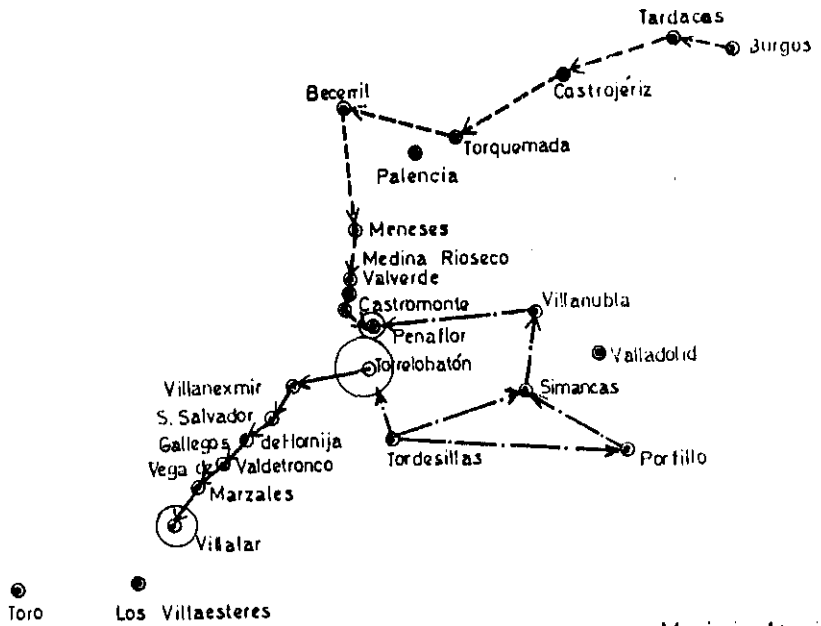 Tardacas
Burgos
Castrojériz
Becerril
Torquemada
Palencia
Meneses
Medina Rioseco
Valverde
Castromonte
Villanubla
Penaflor
Valladolid
Torrelobatón
Villanexmir
Simancas
S. Salvador
Gallegos de Hornija
Vega de Valdetronco
Tordesillas
Portillo
Marzales
Villalar
Toro
Los Villaesteres